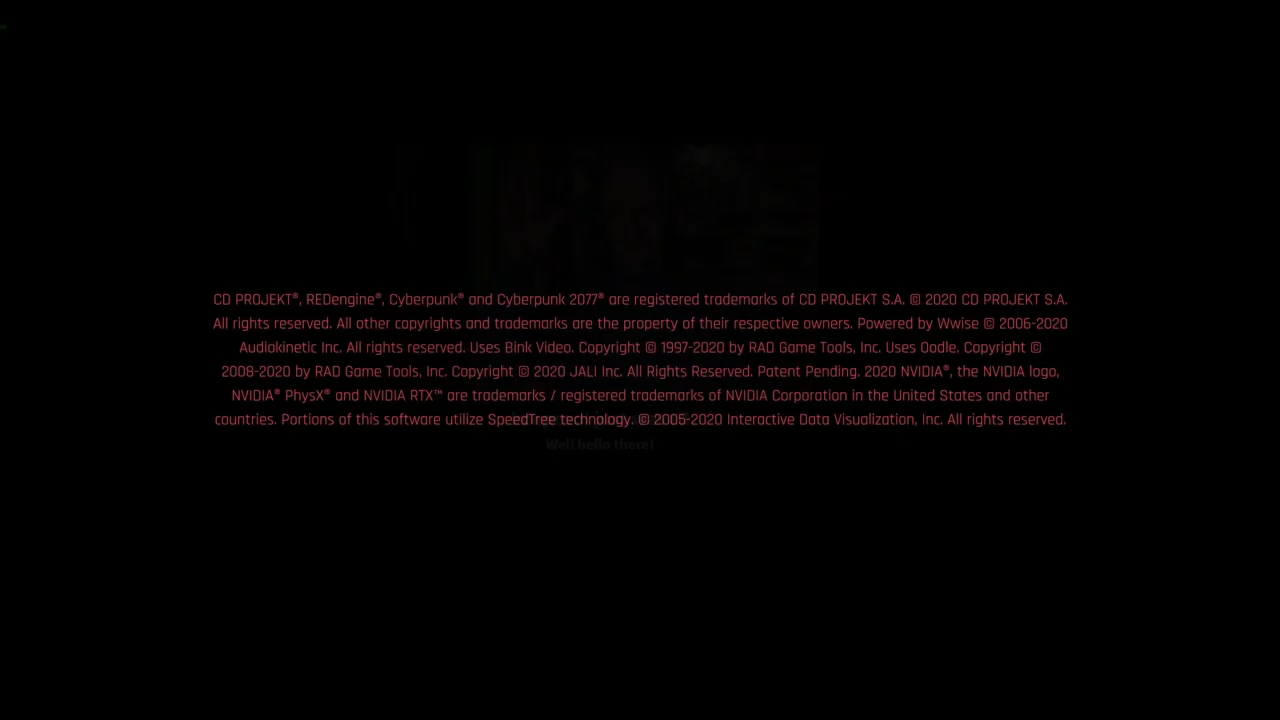 CD PROJEKT®, REDengine®, Cyberpunk® and Cyberpunk 2077® are registered trademarks of CD PROJEKT S.A. © 2020 CD PROJEKT S.A.
All rights reserved. All other copyrights and trademarks are the property of their respective owners. Powered by Wwise © 2006-2020
Audiokinetic Inc. All rights reserved. Uses Bink Video. Copyright © 1997-2020 by RAD Game Tools, Inc. Uses Oodle. Copyright ©
2008-2020 by RAD Game Tools, Inc. Copyright © 2020 JALI Inc. All Rights Reserved. Patent Pending. 2020 NVIDIA®, the NVIDIA logo,
NVIDIA® PhysX® and NVIDIA RTX™ are trademarks / registered trademarks of NVIDIA Corporation in the United States and other
countries. Portions of this software utilize SpeedTree technology. © 2005-2020 Interactive Data Visualization, Inc. All rights reserved.
Well hello there!